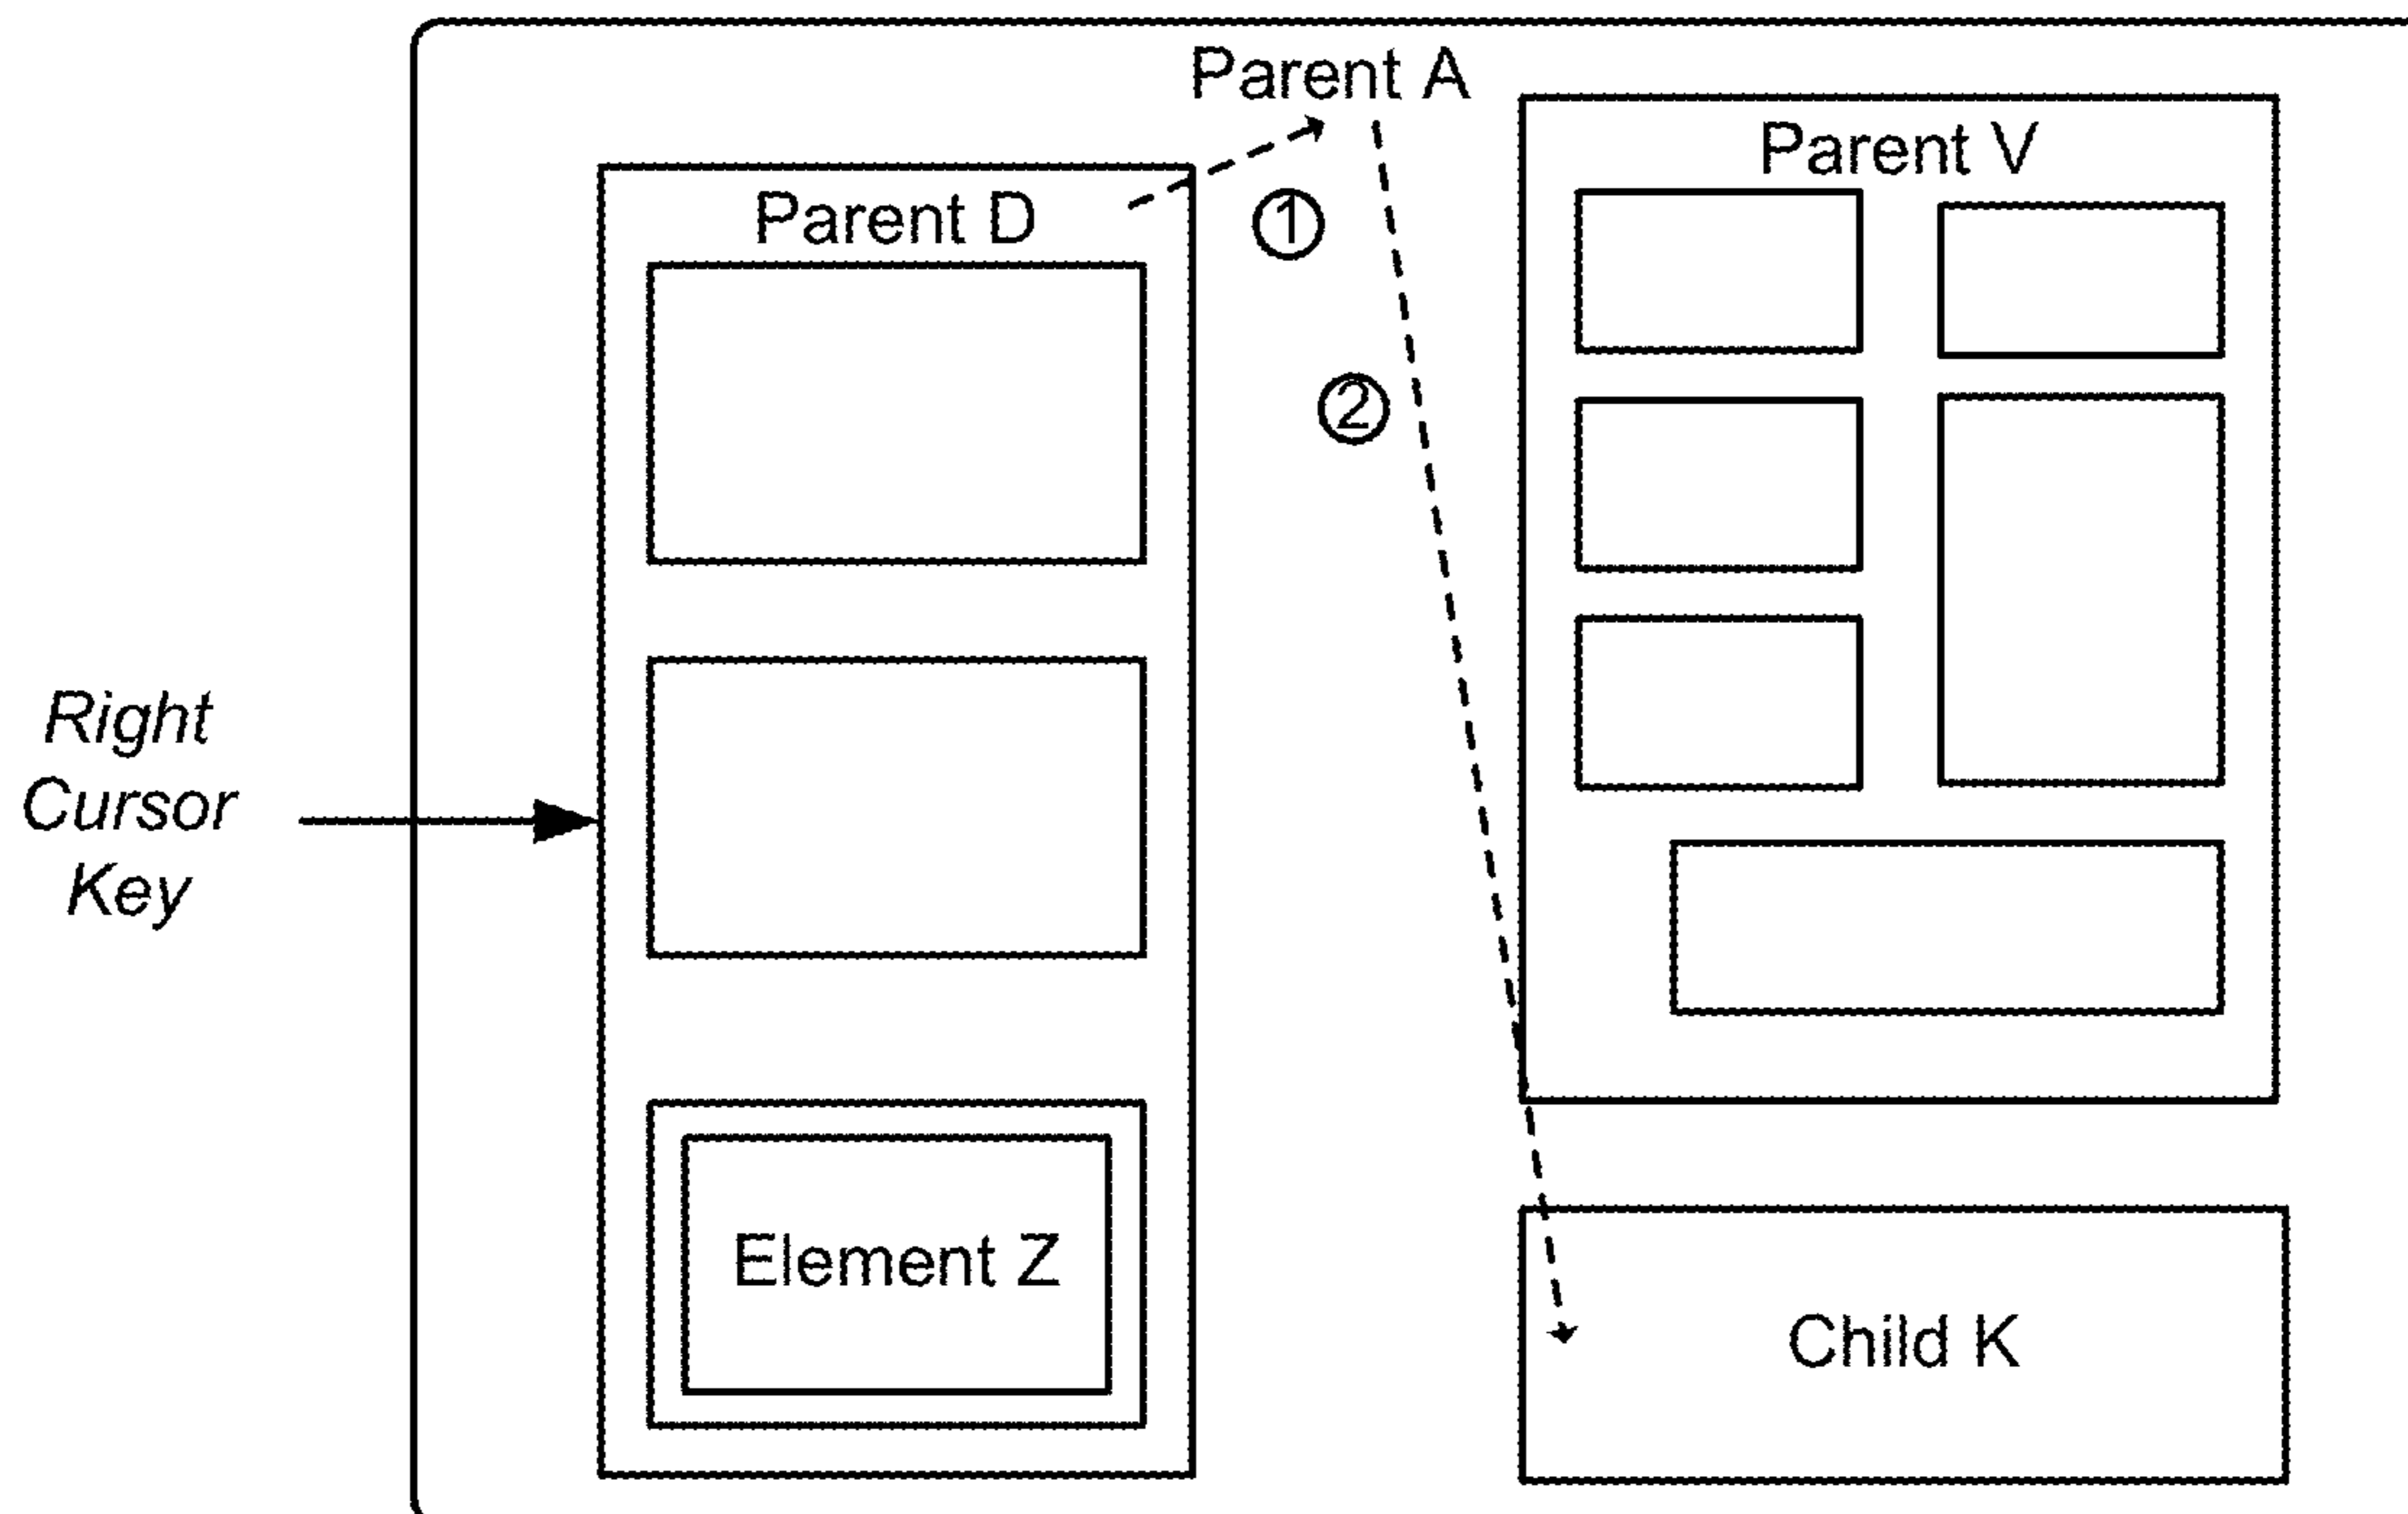 Parent A
Parent V
Parent D
①
②
Right
Cursor
Key
Element Z
Child K